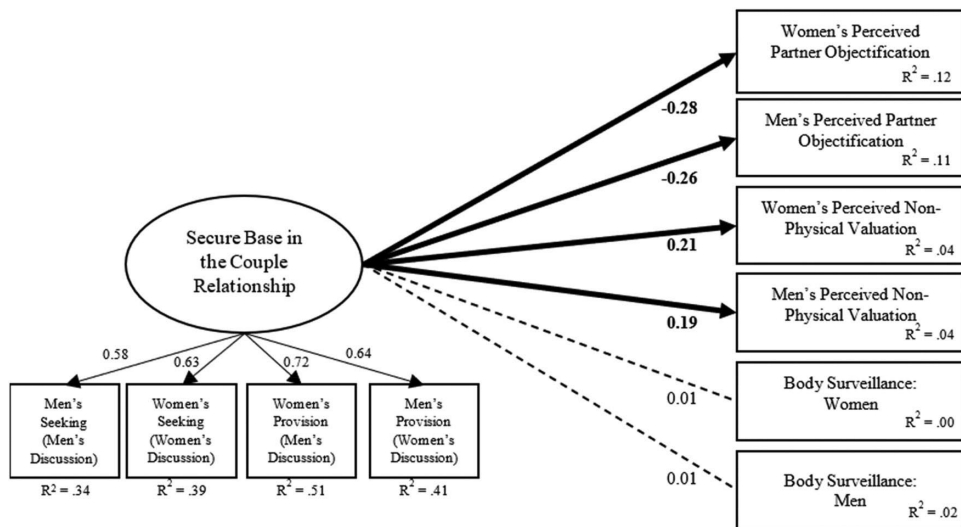 Women's Perceived
Partner Objectification
R² = .12
-0.28
Men's Perceived Partner
Objectification
R² = .11
-0.26
Women's Perceived Non-
Physical Valuation
R² = .04
0.21
Men's Perceived Non-
Physical Valuation
R² = .04
0.19
Body Surveillance:
Women
R² = .00
0.01
Body Surveillance:
Men
R² = .02
0.01
Secure Base in
the Couple
Relationship
0.58
0.63
0.72
0.64
Men's
Seeking
(Men's
Discussion)
R² = .34
Women's
Seeking
(Women's
Discussion)
R² = .39
Women's
Provision
(Men's
Discussion)
R² = .51
Men's
Provision
(Women's
Discussion)
R² = .41